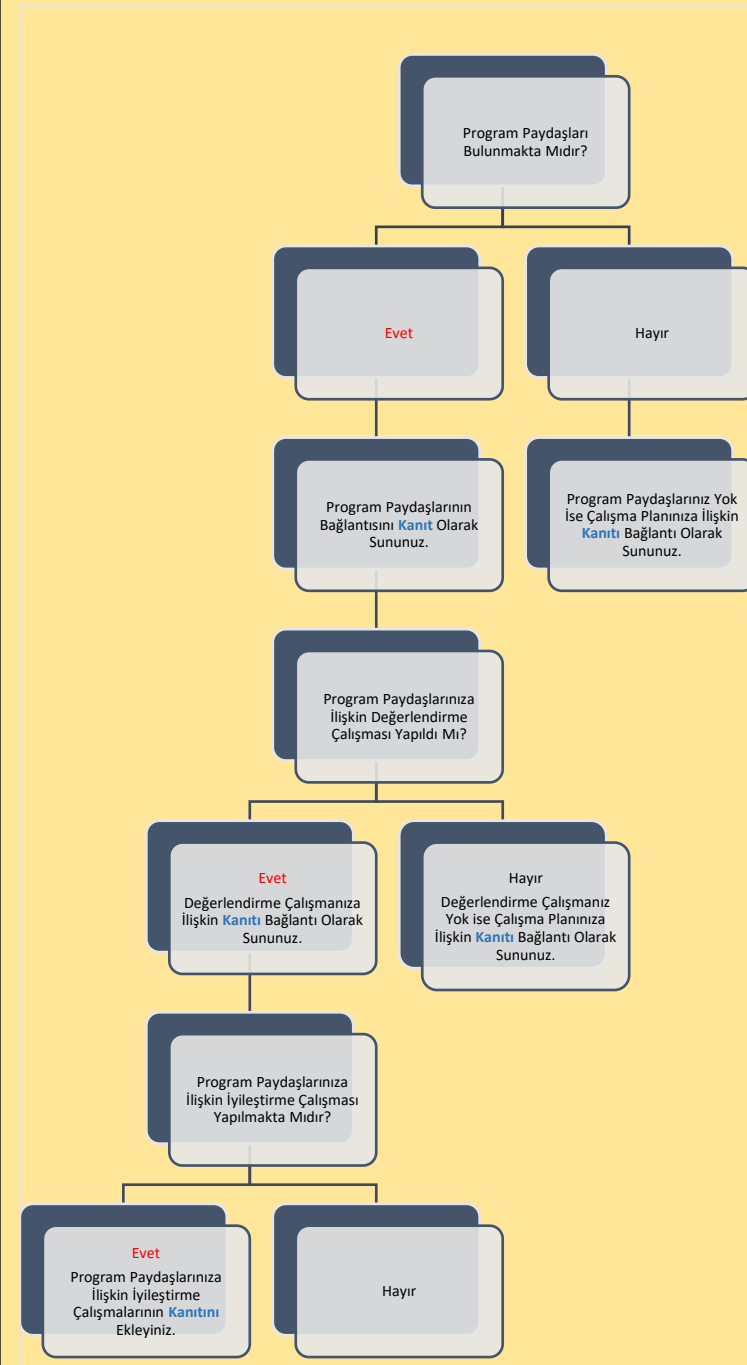 Program Paydaşları
Bulunmakta Mıdır?
Evet
Hayır
Program Paydaşlarının
Bağlantısını Kanıt Olarak
Sununuz.
Program Paydaşlarınız Yok
İse Çalışma Planınıza İlişkin
Kanıtı Bağlantı Olarak
Sununuz.
Program Paydaşlarınıza
İlişkin Değerlendirme
Çalışması Yapıldı Mı?
Evet
Değerlendirme Çalışmanıza
İlişkin Kanıtı Bağlantı Olarak
Sununuz.
Hayır
Değerlendirme Çalışmanız
Yok ise Çalışma Planınıza
İlişkin Kanıtı Bağlantı Olarak
Sununuz.
Program Paydaşlarınıza
İlişkin İyileştirme Çalışması
Yapılmakta Mıdır?
Evet
Program Paydaşlarınıza
İlişkin İyileştirme
Çalışmalarının Kanıtını
Ekleyiniz.
Hayır